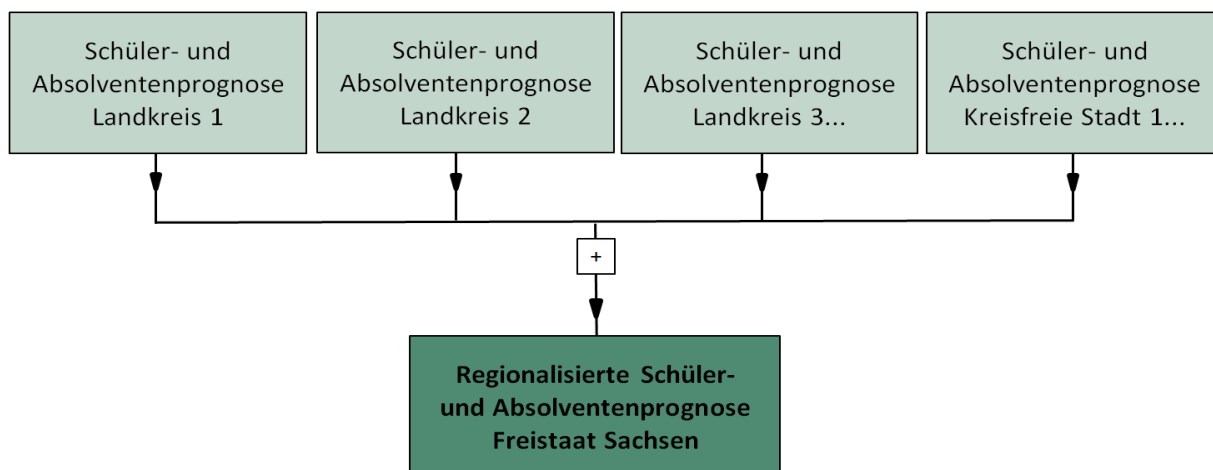 Schüler- und
Absolventenprognose
Landkreis 1
Schüler- und
Absolventenprognose
Landkreis 2
Schüler- und
Absolventenprognose
Landkreis 3...
Schüler- und
Absolventenprognose
Kreisfreie Stadt 1...
+
Regionalisierte Schüler-
und Absolventenprognose
Freistaat Sachsen